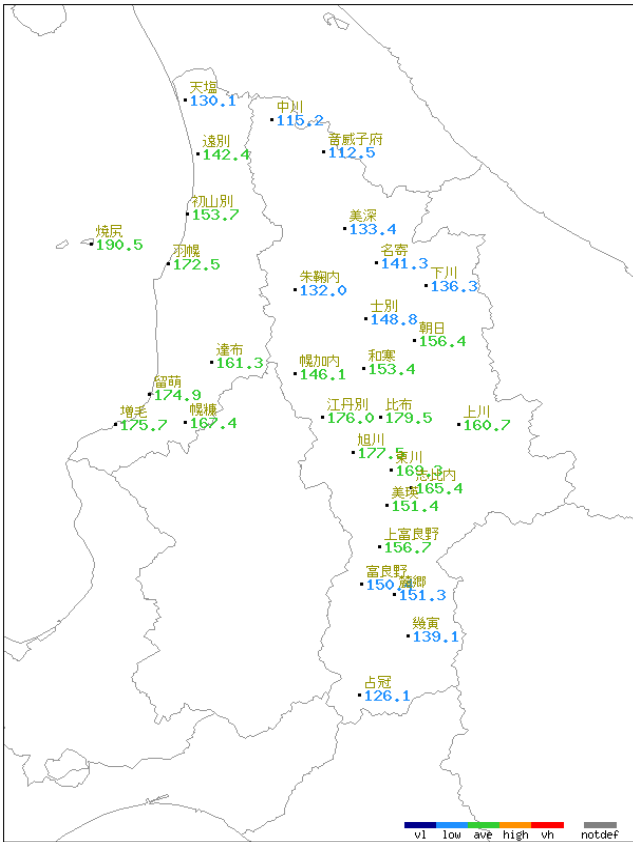 天塩
130.1
中川
115.2
音威子府
112.5
遠別
142.4
初山別
153.7
美深
133.4
焼尻
190.5
羽幌
172.5
名寄
141.3
下川
136.3
朱鞠内
132.0
士別
148.8
朝日
156.4
達布
161.3
幌加内
146.1
和寒
153.4
留萌
174.9
増毛
175.7
幌糠
167.4
江丹別
176.0
比布
179.5
上川
160.7
旭川
177.5
東川
169.3
志比内
165.4
美瑛
151.4
上富良野
156.7
富良野
150.4
麓郷
151.3
幾寅
139.1
占冠
126.1
vl low ave high vh notdef